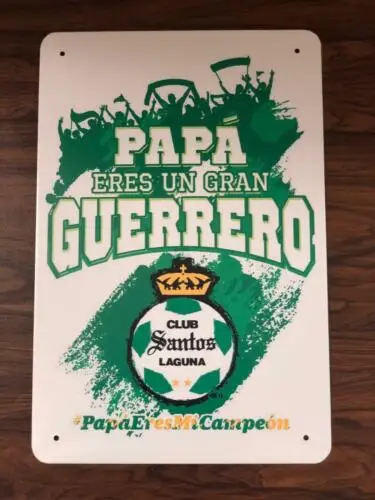 PAPÁ
ERES UN GRAN
GUERRERO
CLUB
Santos
LAGUNA
#PapáEresMiCampeón